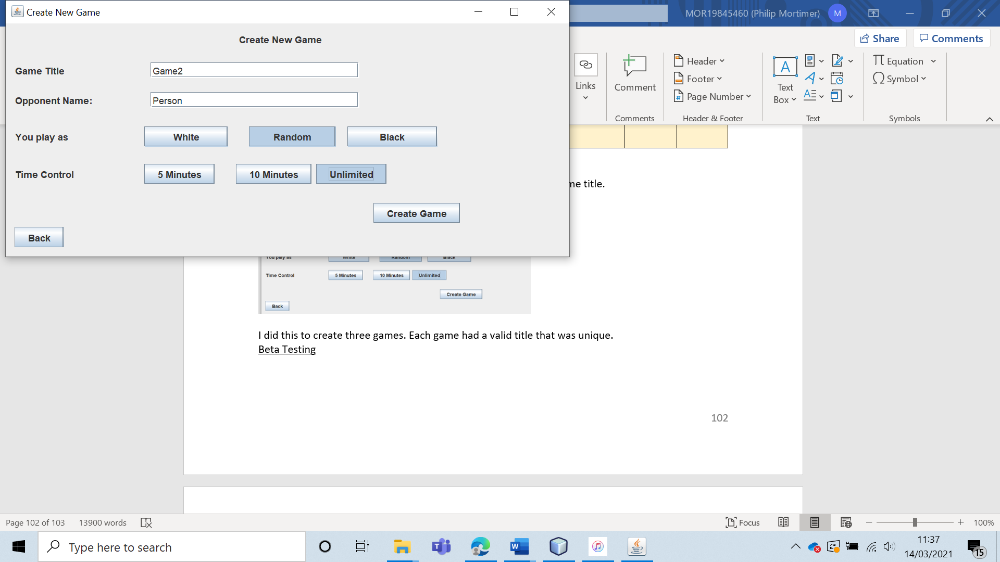 Create New Game
MOR19845460 (Philip Mortimer)
M
Create New Game
Game Title
Game2
Opponent Name:
Person
You play as
White
Random
Black
Time Control
5 Minutes
10 Minutes
Unlimited
Create Game
Back
Share
Comments
Links
Comment
Comments
Header
Footer
Page Number
Header & Footer
Text
Box
Text
Equation
Symbol
Symbols
me title.
You play as
White
Random
Black
Time Control
5 Minutes
10 Minutes
Unlimited
Create Game
Back
I did this to create three games. Each game had a valid title that was unique.
Beta Testing
102
Page 102 of 103
13900 words
Focus
100%
Type here to search
11:37
14/03/2021
15